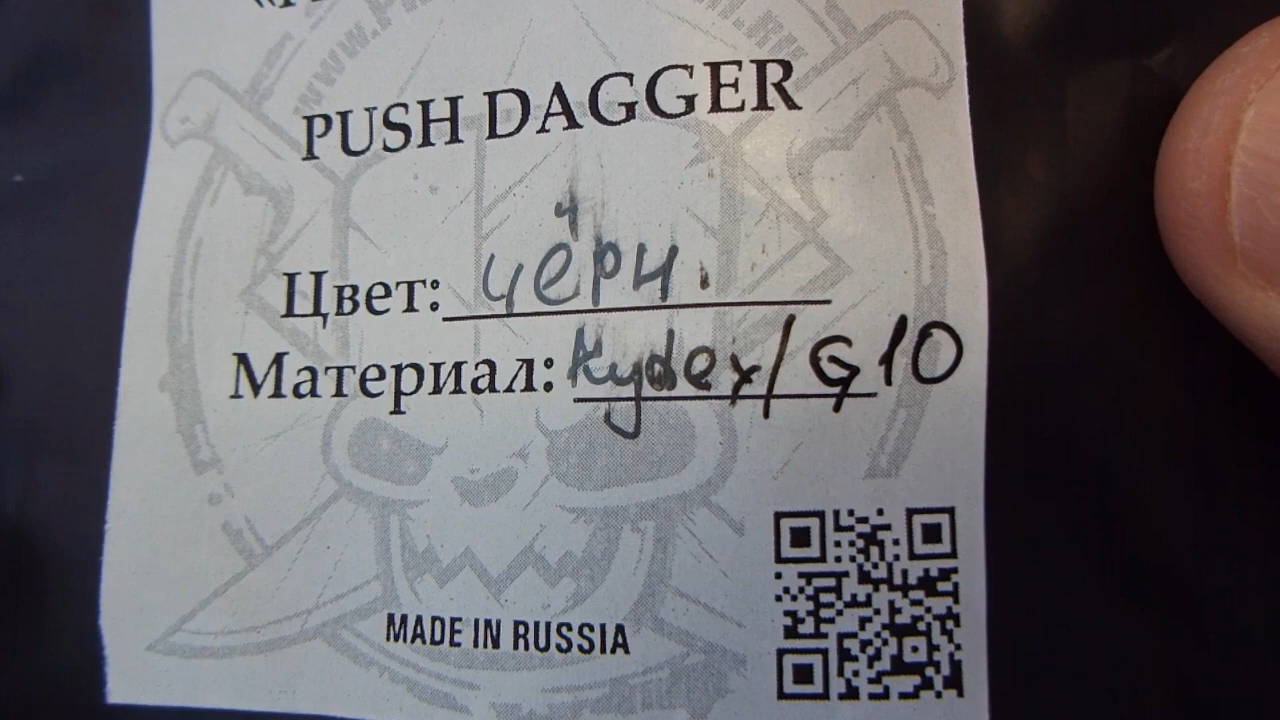 PUSH DAGGER
Цвет: черн.
Материал: Kydex/G10
MADE IN RUSSIA